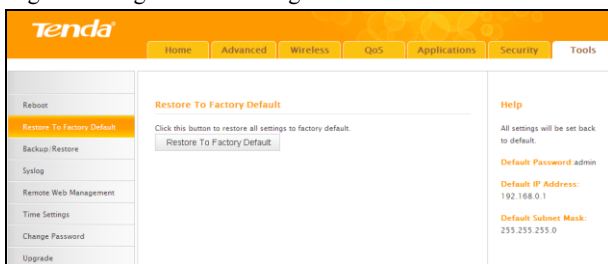 Tenda
Home Advanced Wireless QoS Applications Security Tools
Reboot
Restore To Factory Default
Backup/Restore
Syslog
Remote Web Management
Time Settings
Change Password
Upgrade
Restore To Factory Default
Click this button to restore all settings to factory default.
Restore To Factory Default
Help
All settings will be set back
to default.
Default Password:admin
Default IP Address:
192.168.0.1
Default Subnet Mask:
255.255.255.0